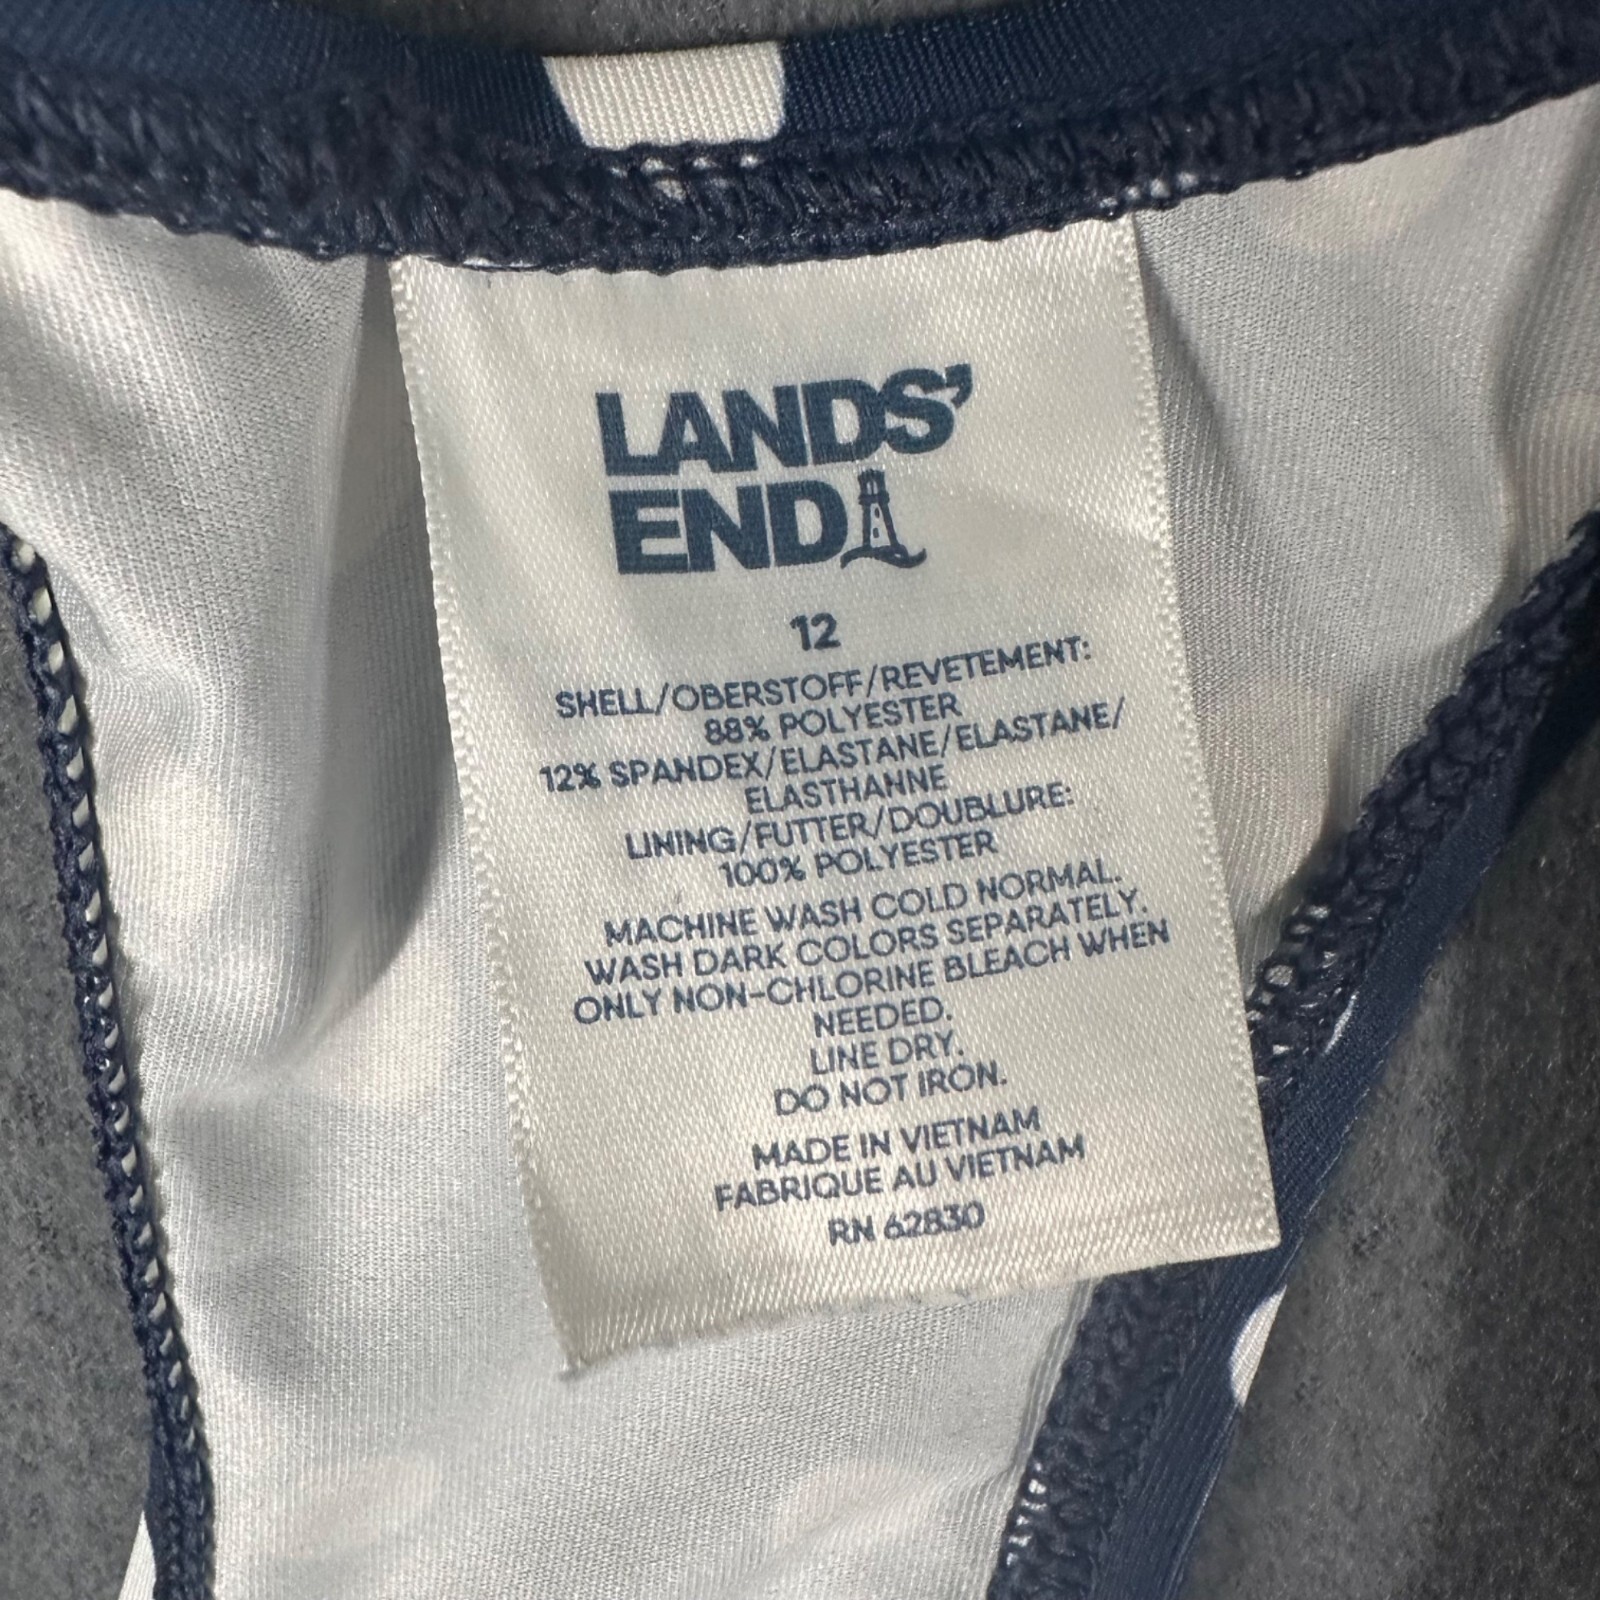 LANDS'
END
12
SHELL/OBERSTOFF/REVETEMENT:
88% POLYESTER
12% SPANDEX/ELASTANE/ELASTANE/
ELASTHANNE
LINING/FUTTER/DOUBLURE:
100% POLYESTER
MACHINE WASH COLD NORMAL.
WASH DARK COLORS SEPARATELY.
ONLY NON-CHLORINE BLEACH WHEN
NEEDED.
LINE DRY.
DO NOT IRON.
MADE IN VIETNAM
FABRIQUE AU VIETNAM
RN 62830